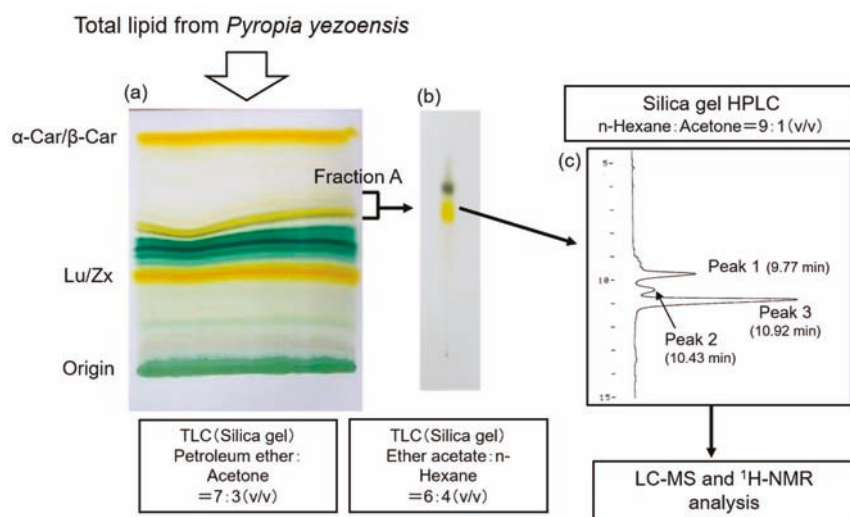 Total lipid from Pyropia yezoensis
(a)
α-Car/β-Car
Fraction A
Lu/Zx
Origin
TLC(Silica gel)
Petroleum ether:
Acetone
=7:3(v/v)
(b)
TLC(Silica gel)
Ether acetate:n-
Hexane
=6:4(v/v)
Silica gel HPLC
n-Hexane:Acetone=9:1(v/v)
(c)
5-
Peak 1 (9.77 min)
10
Peak 3
(10.92 min)
Peak 2
(10.43 min)
15-
LC-MS and ¹H-NMR
analysis